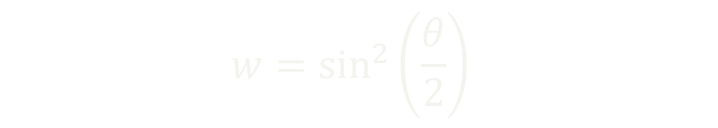 w = sin² (θ/2)